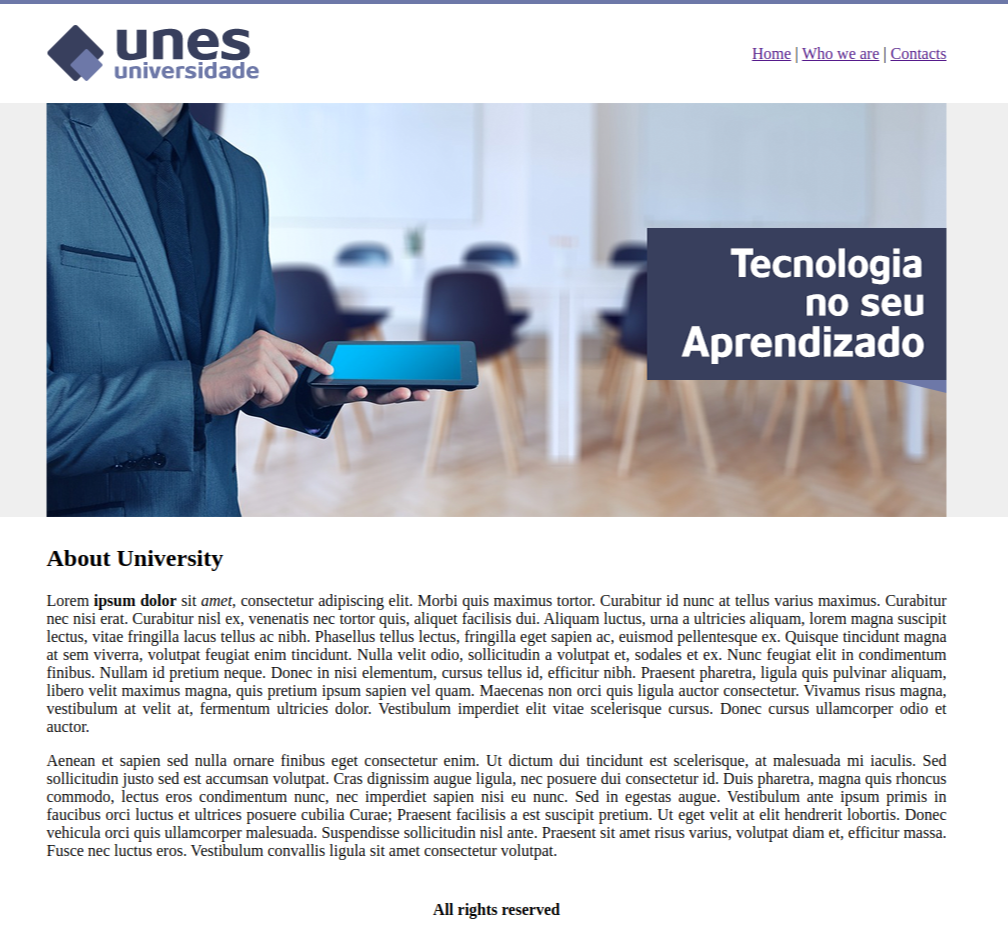 unes
universidade
Home | Who we are | Contacts
Tecnologia
no seu
Aprendizado
About University
Lorem ipsum dolor sit amet, consectetur adipiscing elit. Morbi quis maximus tortor. Curabitur id nunc at tellus varius maximus. Curabitur
nec nisi erat. Curabitur nisl ex, venenatis nec tortor quis, aliquet facilisis dui. Aliquam luctus, urna a ultricies aliquam, lorem magna suscipit
lectus, vitae fringilla lacus tellus ac nibh. Phasellus tellus lectus, fringilla eget sapien ac, euismod pellentesque ex. Quisque tincidunt magna
at sem viverra, volutpat feugiat enim tincidunt. Nulla velit odio, sollicitudin a volutpat et, sodales et ex. Nunc feugiat elit in condimentum
finibus. Nullam id pretium neque. Donec in nisi elementum, cursus tellus id, efficitur nibh. Praesent pharetra, ligula quis pulvinar aliquam,
libero velit maximus magna, quis pretium ipsum sapien vel quam. Maecenas non orci quis ligula auctor consectetur. Vivamus risus magna,
vestibulum at velit at, fermentum ultricies dolor. Vestibulum imperdiet elit vitae scelerisque cursus. Donec cursus ullamcorper odio et
auctor.
Aenean et sapien sed nulla ornare finibus eget consectetur enim. Ut dictum dui tincidunt est scelerisque, at malesuada mi iaculis. Sed
sollicitudin justo sed est accumsan volutpat. Cras dignissim augue ligula, nec posuere dui consectetur id. Duis pharetra, magna quis rhoncus
commodo, lectus eros condimentum nunc, nec imperdiet sapien nisi eu nunc. Sed in egestas augue. Vestibulum ante ipsum primis in
faucibus orci luctus et ultrices posuere cubilia Curae; Praesent facilisis a est suscipit pretium. Ut eget velit at elit hendrerit lobortis. Donec
vehicula orci quis ullamcorper malesuada. Suspendisse sollicitudin nisl ante. Praesent sit amet risus varius, volutpat diam et, efficitur massa.
Fusce nec luctus eros. Vestibulum convallis ligula sit amet consectetur volutpat.
All rights reserved